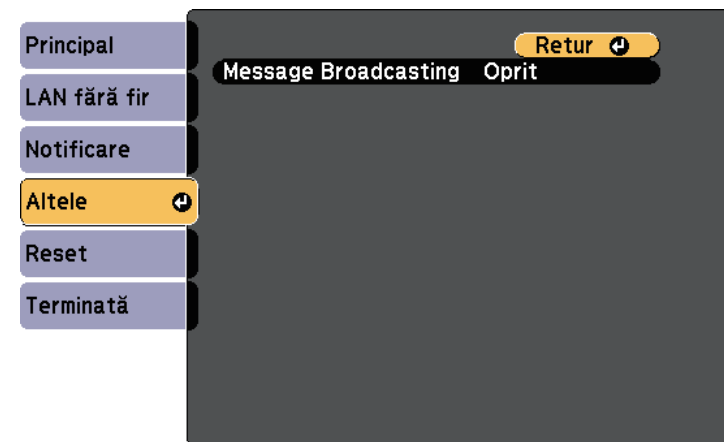 Principal
LAN fără fir
Notificare
Altele
Reset
Terminată
Retur
Message Broadcasting Oprit